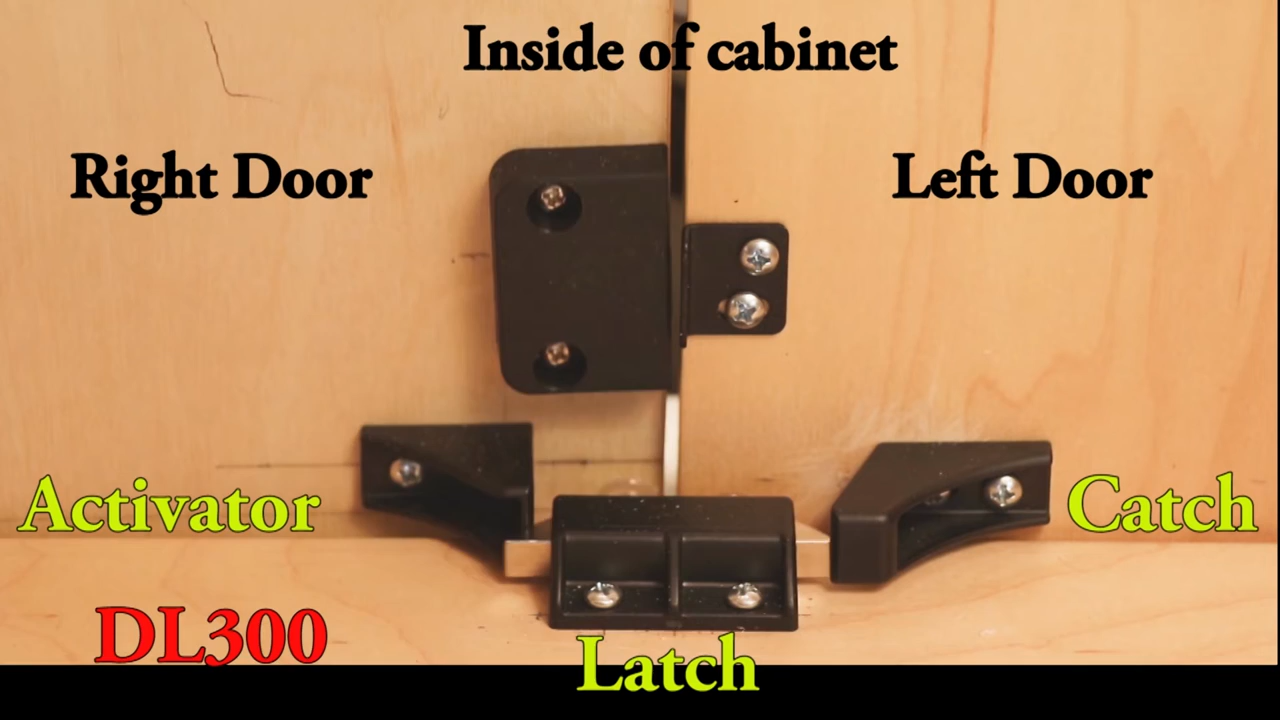 Inside of cabinet
Right Door
Left Door
Activator
Catch
DL300
Latch